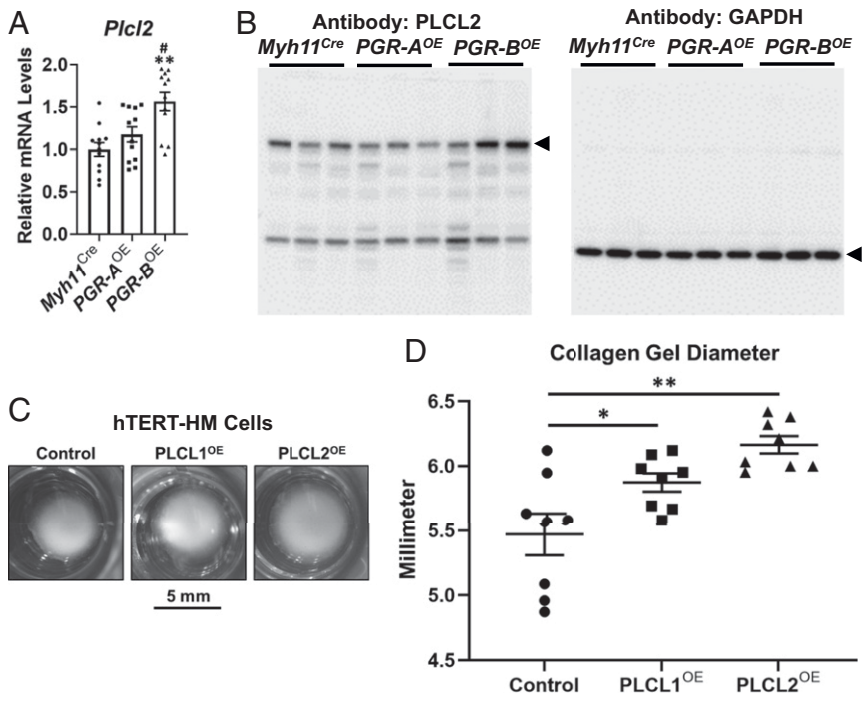 A
Plcl2
#
**
Relative mRNA Levels
2.0
1.5
1.0
0.5
0.0
Myh11Cre
PGR-AOE
PGR-BOE
B
Antibody: PLCL2
Myh11Cre PGR-AOE PGR-BOE
Antibody: GAPDH
Myh11Cre PGR-AOE PGR-BOE
C
hTERT-HM Cells
Control PLCL1OE PLCL2OE
5 mm
D
Collagen Gel Diameter
**
*
Millimeter
6.5
6.0
5.5
5.0
4.5
Control PLCL1OE PLCL2OE